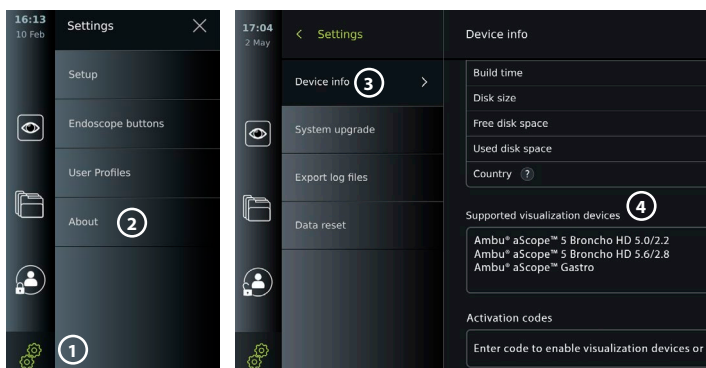 16:13
10 Feb
Settings
Setup
Endoscope buttons
User Profiles
About
2
1
17:04
2 May
< Settings
Device info
3
>
System upgrade
Export log files
Data reset
Device info
Build time
Disk size
Free disk space
Used disk space
Country ?
Supported visualization devices
4
Ambu® aScope™ 5 Broncho HD 5.0/2.2
Ambu® aScope™ 5 Broncho HD 5.6/2.8
Ambu® aScope™ Gastro
Activation codes
Enter code to enable visualization devices or